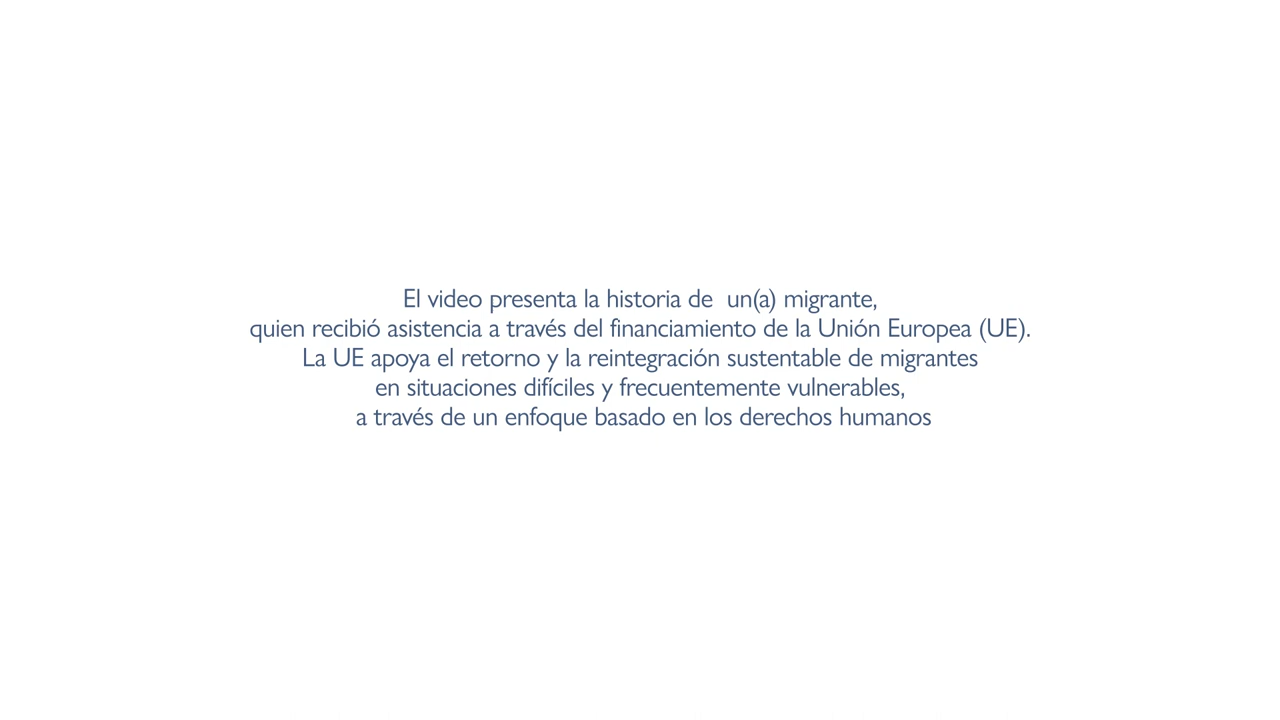 El video presenta la historia de  un(a) migrante,
quien recibió asistencia a través del financiamiento de la Unión Europea (UE).
La UE apoya el retorno y la reintegración sustentable de migrantes
en situaciones difíciles y frecuentemente vulnerables,
a través de un enfoque basado en los derechos humanos